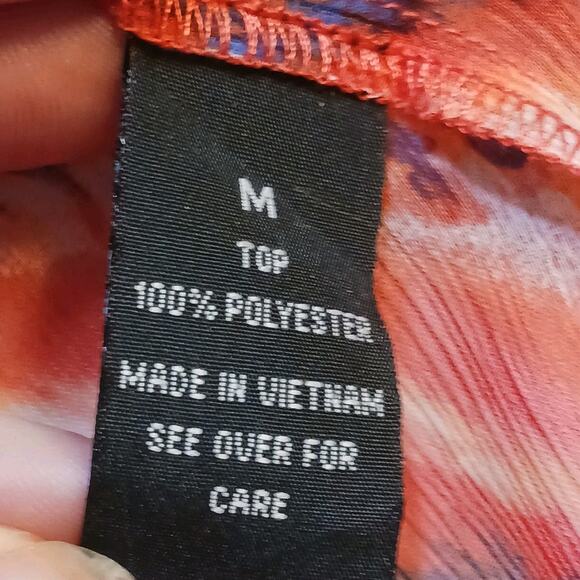 M
TOP
100% POLYESTER
MADE IN VIETNAM
SEE OVER FOR
CARE